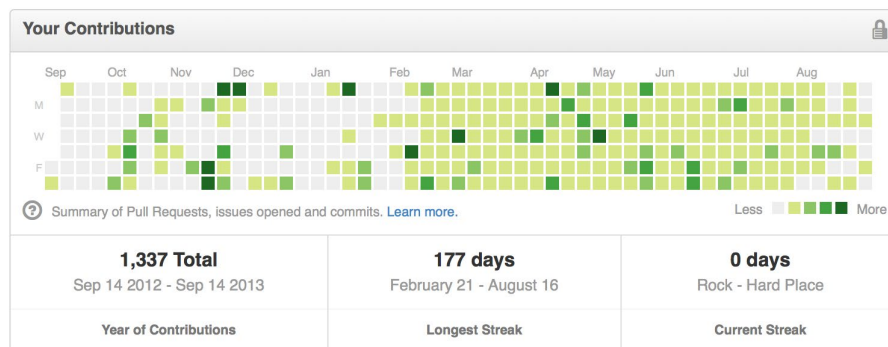 Your Contributions
Sep Oct Nov Dec Jan Feb Mar Apr May Jun Jul Aug
M
W
F
? Summary of Pull Requests, issues opened and commits. Learn more.
Less More
1,337 Total
Sep 14 2012 - Sep 14 2013
Year of Contributions
177 days
February 21 - August 16
Longest Streak
0 days
Rock - Hard Place
Current Streak